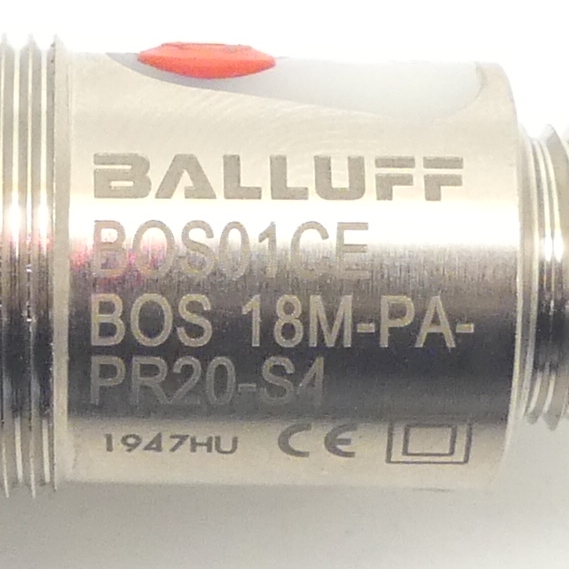 BALLUFF
BOS01CE
BOS 18M-PA-
PR20-S4
1947HU CE